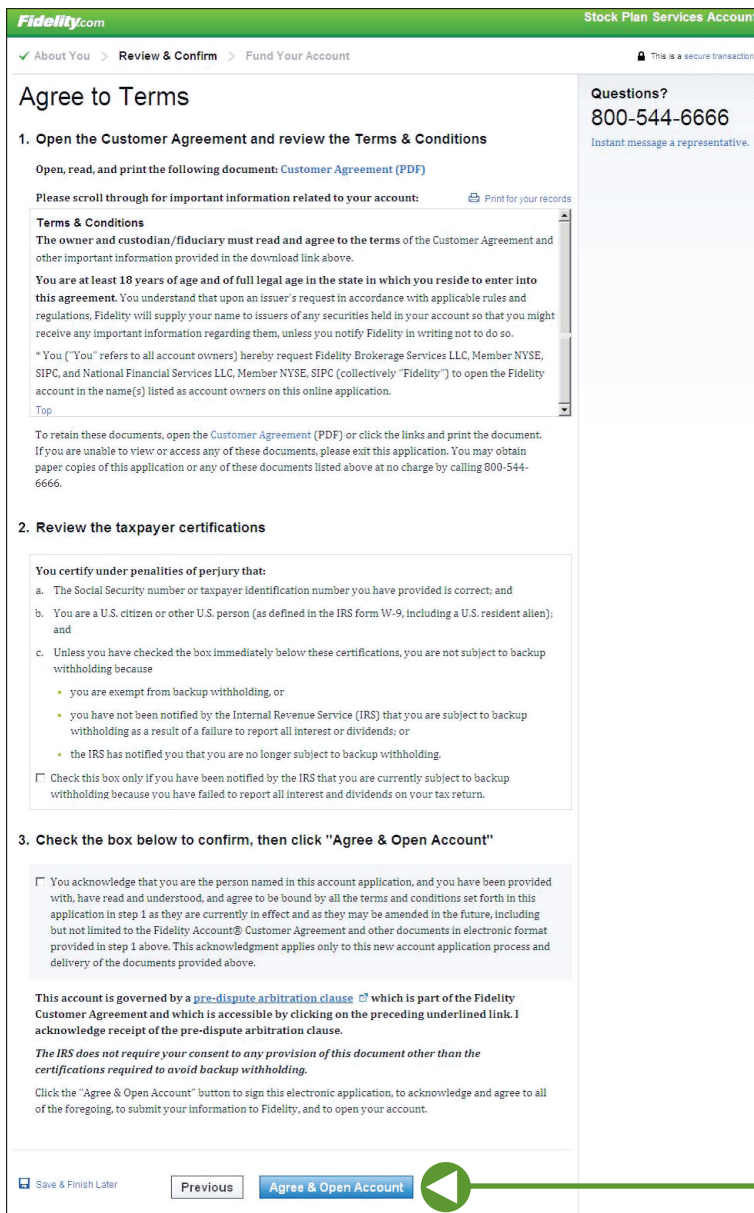 Fidelity.com
Stock Plan Services Account
About You > Review & Confirm > Fund Your Account
This is a secure transaction
Agree to Terms
Questions?
800-544-6666
Instant message a representative.
1. Open the Customer Agreement and review the Terms & Conditions
Open, read, and print the following document: Customer Agreement (PDF)
Please scroll through for important information related to your account:
Print for your records
Terms & Conditions
The owner and custodian/fiduciary must read and agree to the terms of the Customer Agreement and
other important information provided in the download link above.
You are at least 18 years of age and of full legal age in the state in which you reside to enter into
this agreement. You understand that upon an issuer's request in accordance with applicable rules and
regulations, Fidelity will supply your name to issuers of any securities held in your account so that you might
receive any important information regarding them, unless you notify Fidelity in writing not to do so.
* You ("You" refers to all account owners) hereby request Fidelity Brokerage Services LLC, Member NYSE,
SIPC, and National Financial Services LLC, Member NYSE, SIPC (collectively "Fidelity") to open the Fidelity
account in the name(s) listed as account owners on this online application.
Top
To retain these documents, open the Customer Agreement (PDF) or click the links and print the document.
If you are unable to view or access any of these documents, please exit this application. You may obtain
paper copies of this application or any of these documents listed above at no charge by calling 800-544-
6666.
2. Review the taxpayer certifications
You certify under penalties of perjury that:
a. The Social Security number or taxpayer identification number you have provided is correct; and
b. You are a U.S. citizen or other U.S. person (as defined in the IRS form W-9, including a U.S. resident alien);
and
c. Unless you have checked the box immediately below these certifications, you are not subject to backup
withholding because
you are exempt from backup withholding, or
you have not been notified by the Internal Revenue Service (IRS) that you are subject to backup
withholding as a result of a failure to report all interest or dividends; or
the IRS has notified you that you are no longer subject to backup withholding.
Check this box only if you have been notified by the IRS that you are currently subject to backup
withholding because you have failed to report all interest and dividends on your tax return.
3. Check the box below to confirm, then click "Agree & Open Account"
You acknowledge that you are the person named in this account application, and you have been provided
with, have read and understood, and agree to be bound by all the terms and conditions set forth in this
application in step 1 as they are currently in effect and as they may be amended in the future, including
but not limited to the Fidelity Account® Customer Agreement and other documents in electronic format
provided in step 1 above. This acknowledgment applies only to this new account application process and
delivery of the documents provided above.
This account is governed by a pre-dispute arbitration clause which is part of the Fidelity
Customer Agreement and which is accessible by clicking on the preceding underlined link. I
acknowledge receipt of the pre-dispute arbitration clause.
The IRS does not require your consent to any provision of this document other than the
certifications required to avoid backup withholding.
Click the "Agree & Open Account" button to sign this electronic application, to acknowledge and agree to all
of the foregoing, to submit your information to Fidelity, and to open your account.
Save & Finish Later
Previous
Agree & Open Account